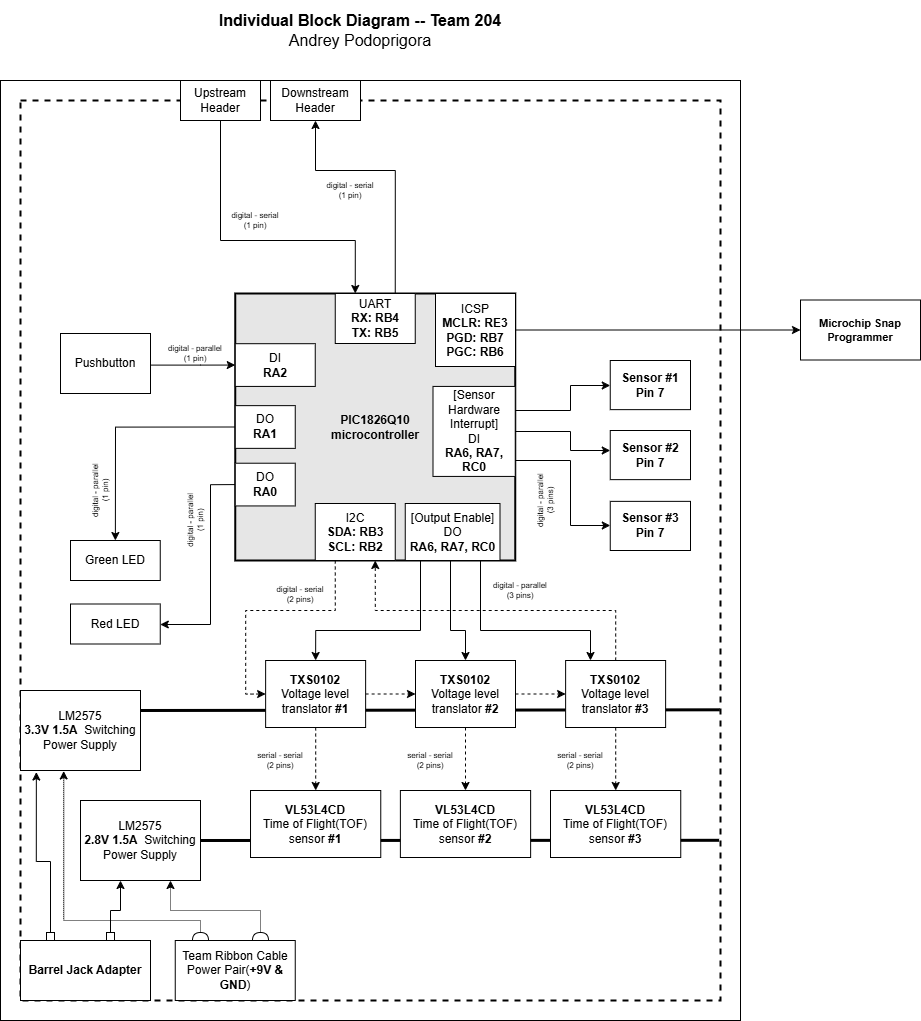 Individual Block Diagram -- Team 204
Andrey Podoprigora
Upstream
Header
Downstream
Header
digital - serial
(1 pin)
digital - serial
(1 pin)
UART
RX: RB4
TX: RB5
ICSP
MCLR: RE3
PGD: RB7
PGC: RB6
Microchip Snap
Programmer
Pushbutton
digital - parallel
(1 pin)
DI
RA2
DO
RA1
DO
RA0
PIC1826Q10
microcontroller
[Sensor
Hardware
Interrupt]
DI
RA6, RA7,
RC0
Sensor #1
Pin 7
Sensor #2
Pin 7
Sensor #3
Pin 7
digital - parallel
(3 pins)
digital - parallel
(1 pin)
digital - parallel
(1 pin)
I2C
SDA: RB3
SCL: RB2
[Output Enable]
DO
RA6, RA7, RC0
Green LED
Red LED
digital - serial
(2 pins)
digital - parallel
(3 pins)
TXS0102
Voltage level
translator #1
TXS0102
Voltage level
translator #2
TXS0102
Voltage level
translator #3
LM2575
3.3V 1.5A Switching
Power Supply
serial - serial
(2 pins)
serial - serial
(2 pins)
serial - serial
(2 pins)
LM2575
2.8V 1.5A Switching
Power Supply
VL53L4CD
Time of Flight(TOF)
sensor #1
VL53L4CD
Time of Flight(TOF)
sensor #2
VL53L4CD
Time of Flight(TOF)
sensor #3
Barrel Jack Adapter
Team Ribbon Cable
Power Pair(+9V &
GND)